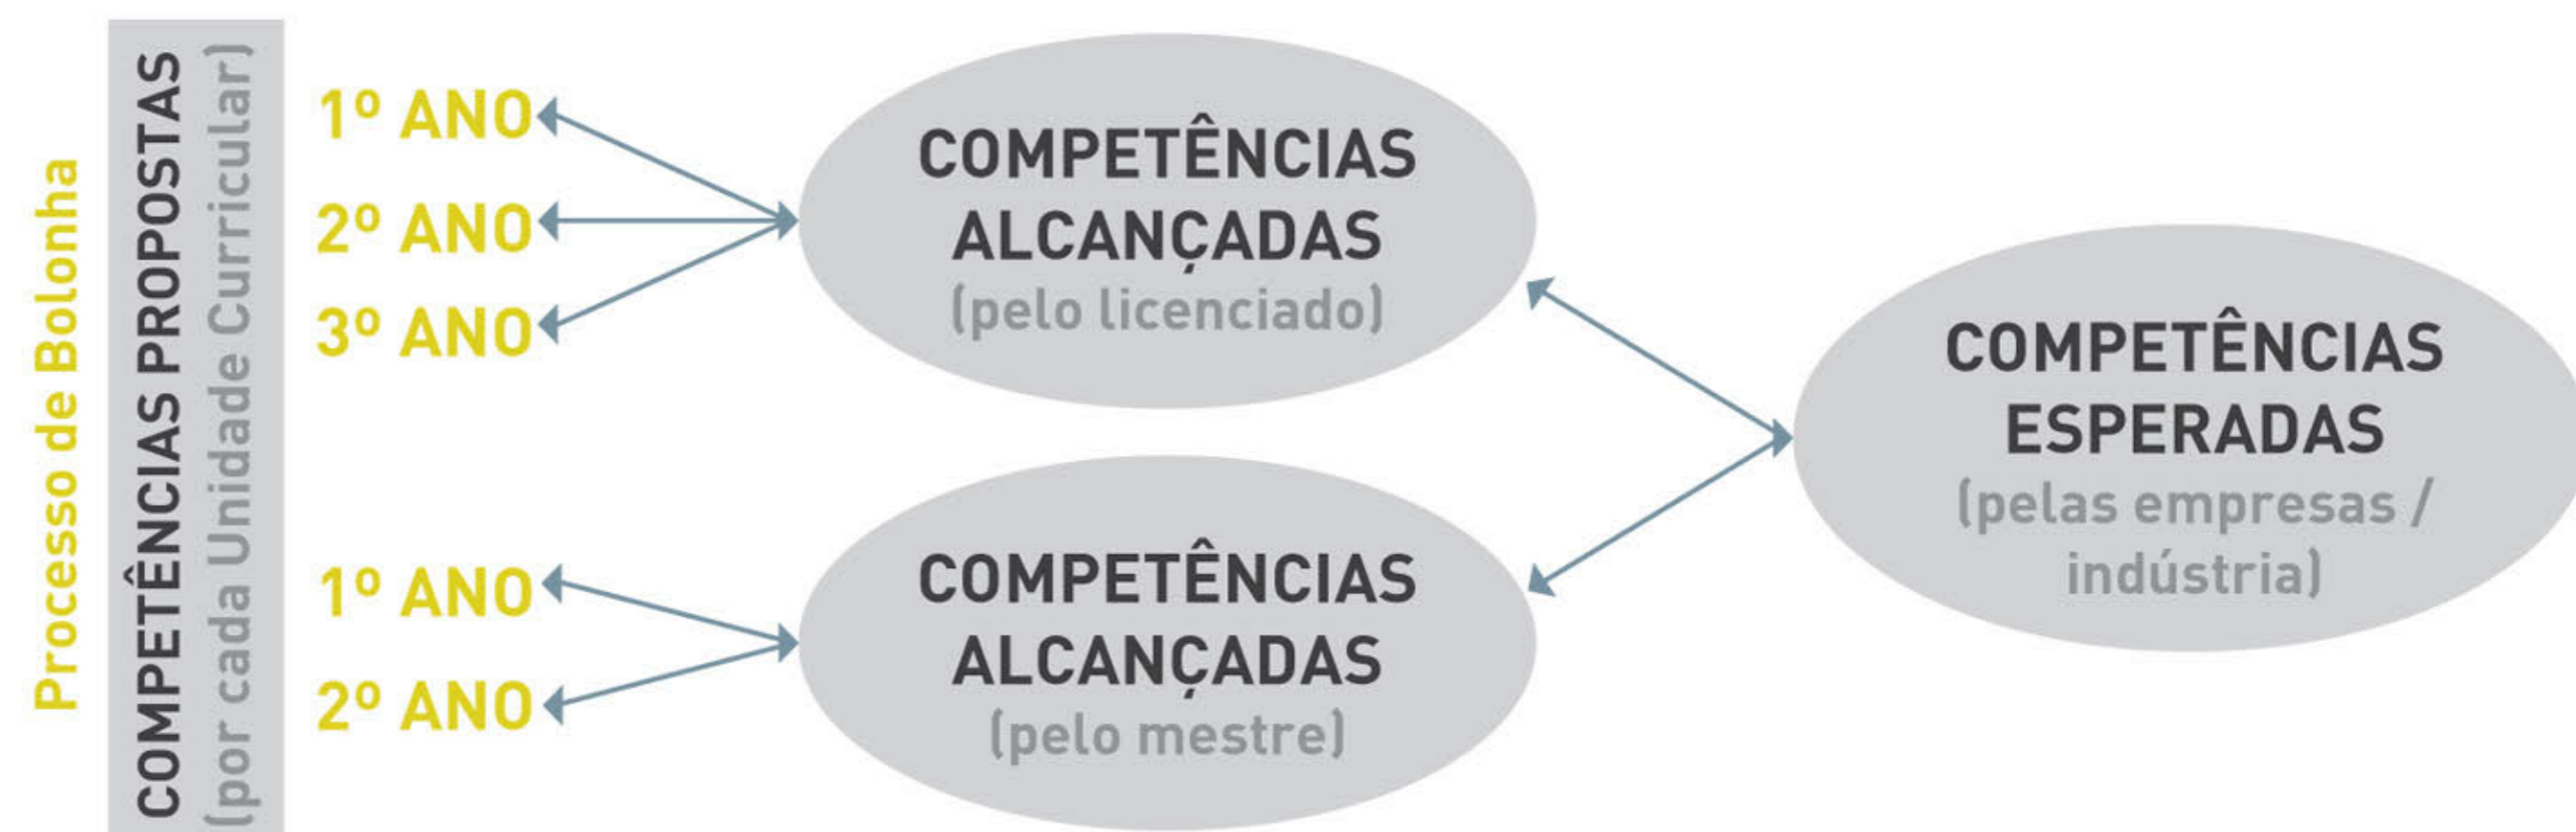 Processo de Bolonha
COMPETÊNCIAS PROPOSTAS
(por cada Unidade Curricular)
1º ANO
2º ANO
3º ANO
COMPETÊNCIAS
ALCANÇADAS
(pelo licenciado)
1º ANO
2º ANO
COMPETÊNCIAS
ALCANÇADAS
(pelo mestre)
COMPETÊNCIAS
ESPERADAS
(pelas empresas /
indústria)